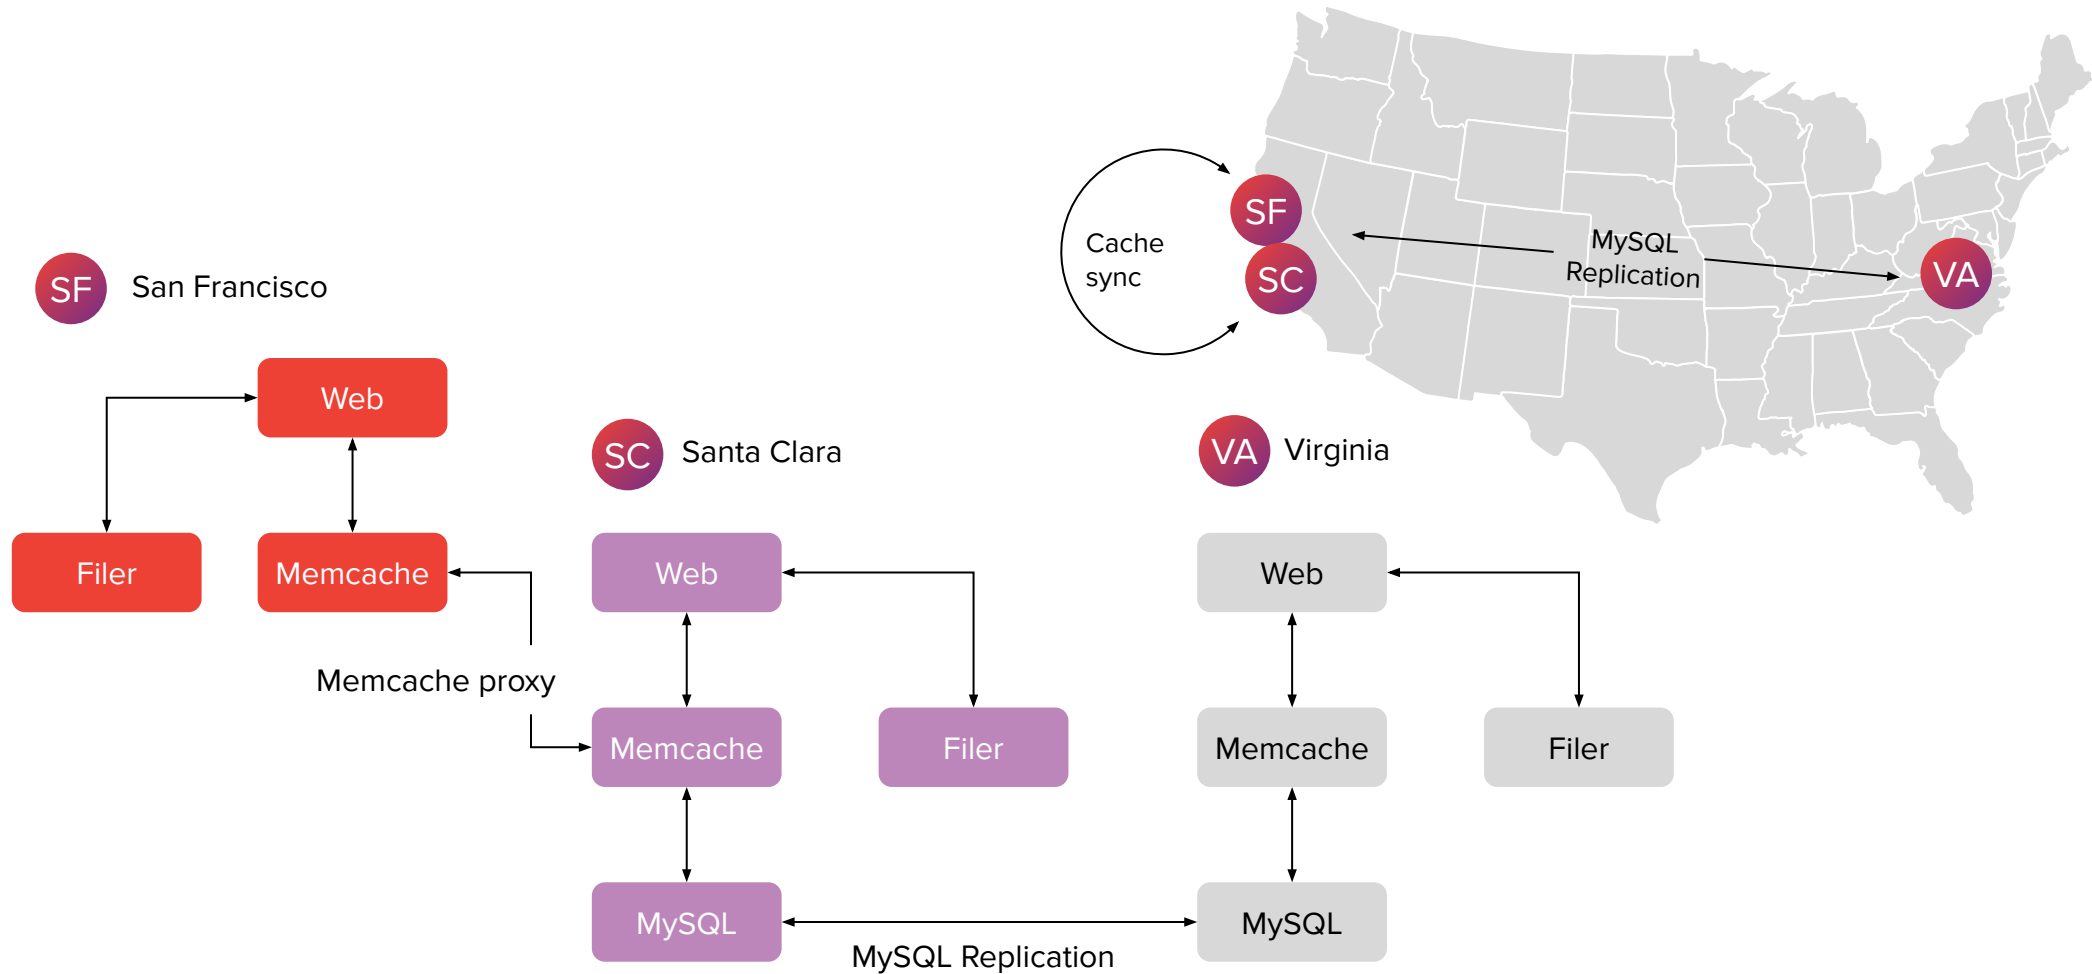 SF
SC
Cache
sync
MySQL
Replication
VA
SF San Francisco
Web
Filer
Memcache
Memcache proxy
SC Santa Clara
Web
Memcache
Filer
MySQL
MySQL Replication
VA Virginia
Web
Memcache
Filer
MySQL